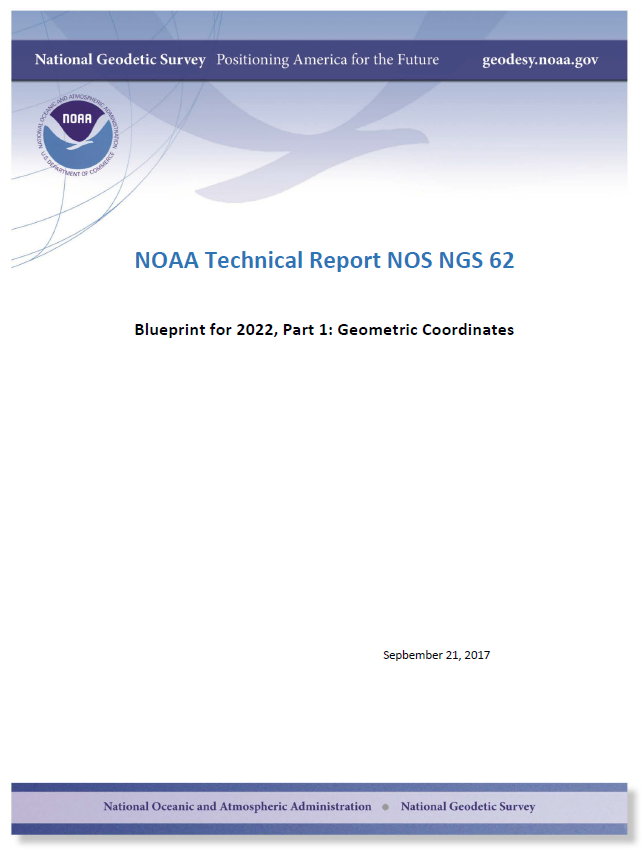 National Geodetic Survey Positioning America for the Future geodesy.noaa.gov
NATIONAL OCEANIC AND ATMOSPHERIC ADMINISTRATION
NOAA
U.S. DEPARTMENT OF COMMERCE
NOAA Technical Report NOS NGS 62
Blueprint for 2022, Part 1: Geometric Coordinates
Sepbember 21, 2017
National Oceanic and Atmospheric Administration ● National Geodetic Survey